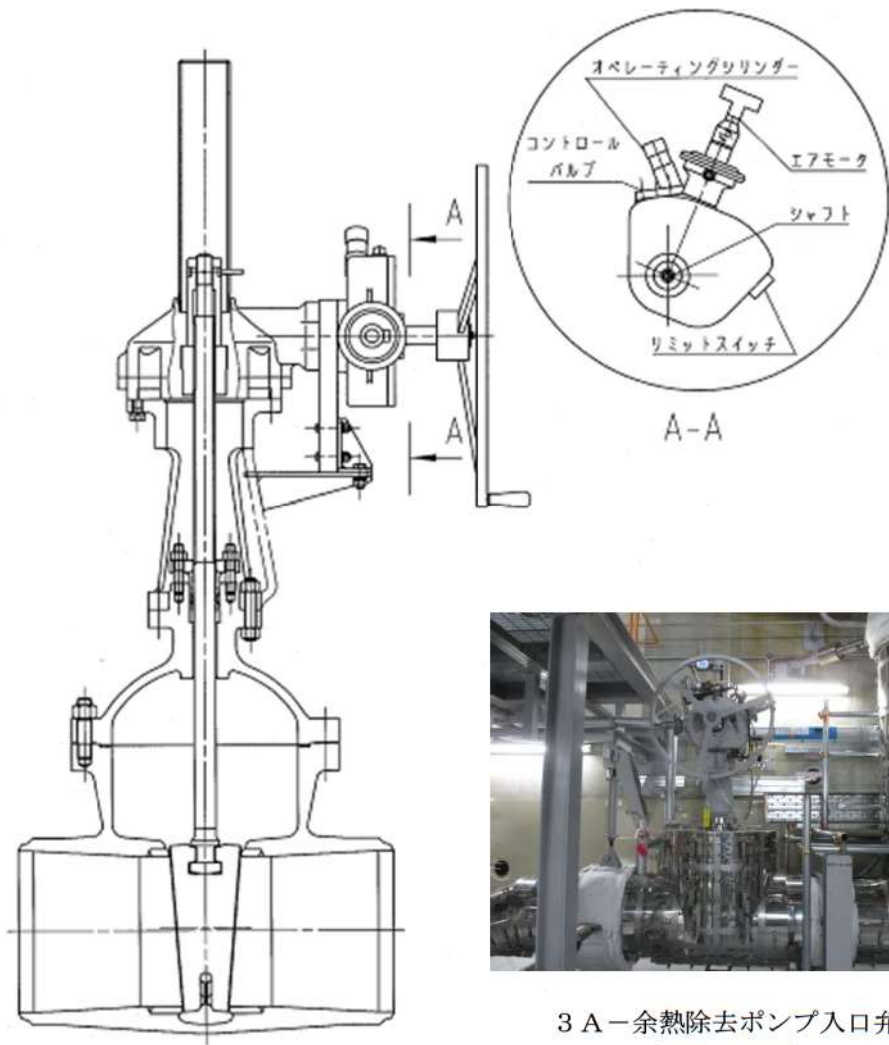 オペレーティングシリンダー
コントロール
バルブ
エアモータ
シャフト
リミットスイッチ
A-A
A
A
3A－余熱除去ポンプ入口弁